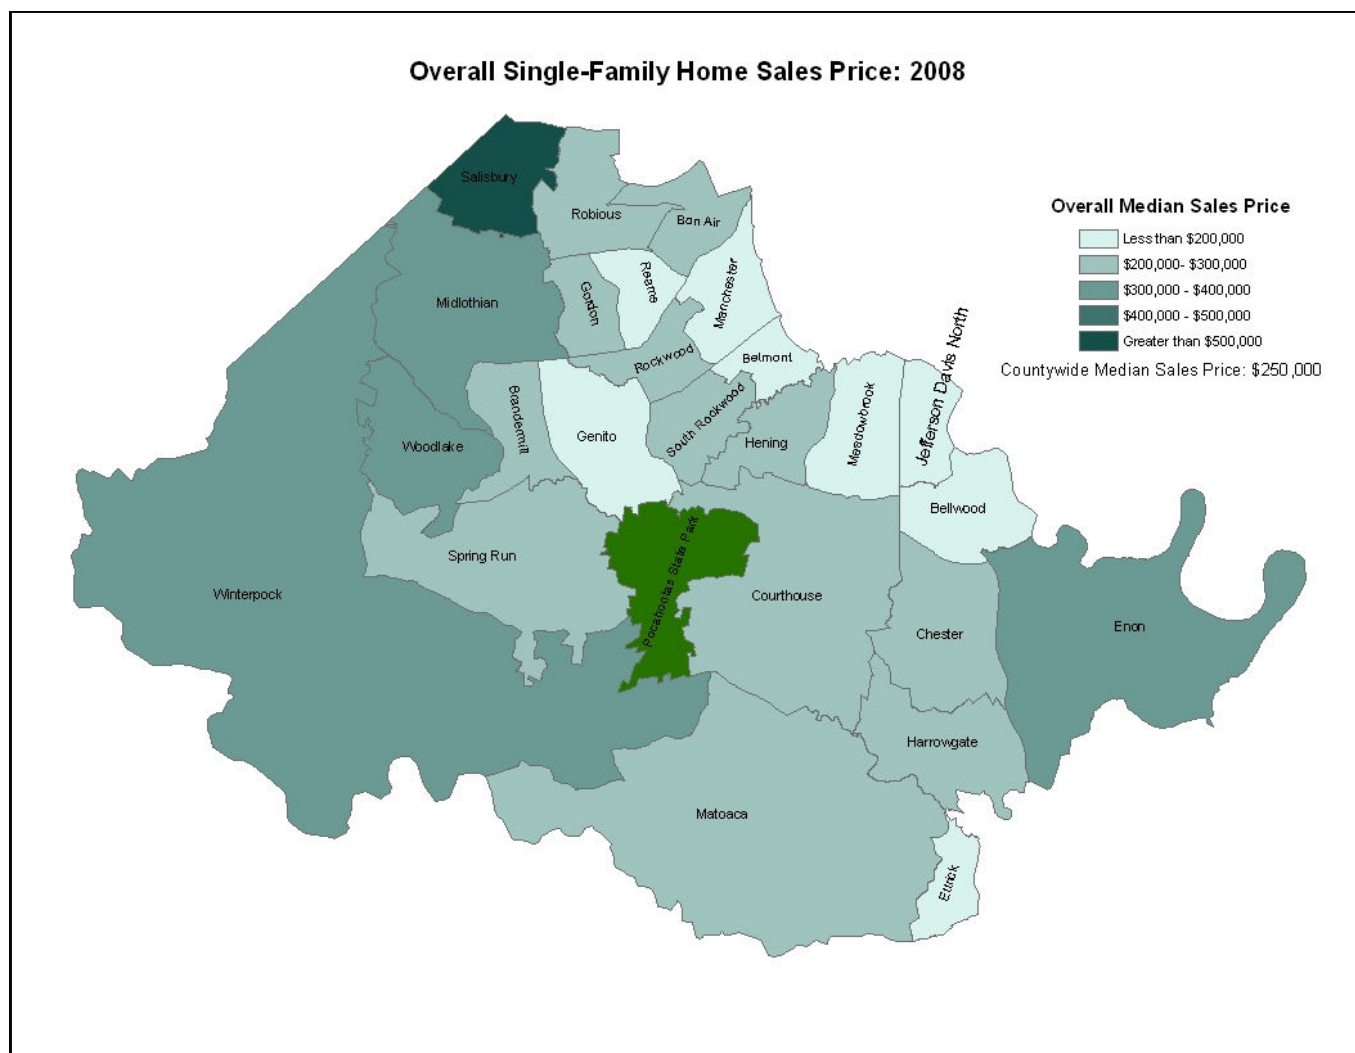 Overall Single-Family Home Sales Price: 2008
Salisbury
Robious
Bon Air
Overall Median Sales Price
Less than $200,000
$200,000- $300,000
$300,000 - $400,000
$400,000 - $500,000
Greater than $500,000
Countywide Median Sales Price: $250,000
Midlothian
Gordon
Reams
Manchester
Rockwood
Belmont
Jefferson Davis North
Woodlake
Brandermill
Genito
South Rockwood
Hening
Meadowbrook
Bellwood
Spring Run
Winterpock
Pocahontas State Park
Courthouse
Chester
Enon
Harrowgate
Matoaca
Ettrick